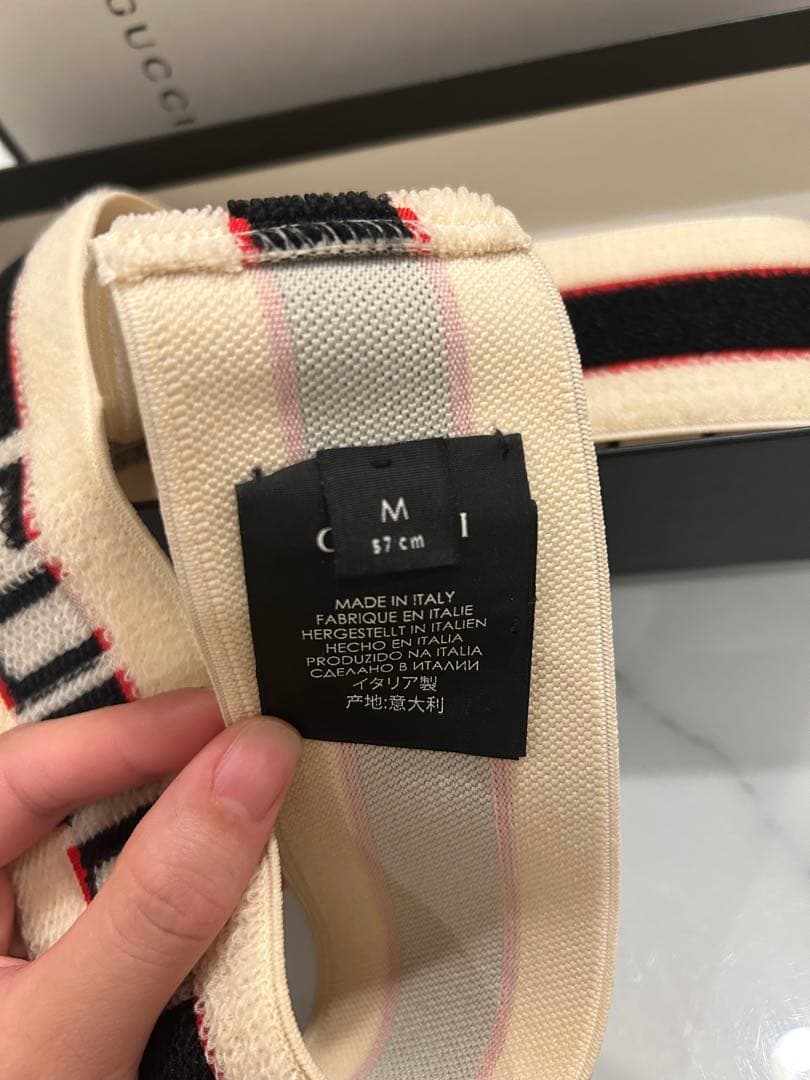 GUCCI
M
57 cm
MADE IN ITALY
FABRIQUE EN ITALIE
HERGESTELLT IN ITALIEN
HECHO EN ITALIA
PRODUZIDO NA ITALIA
СДЕЛАНО В ИТАЛИИ
イタリア製
产地:意大利